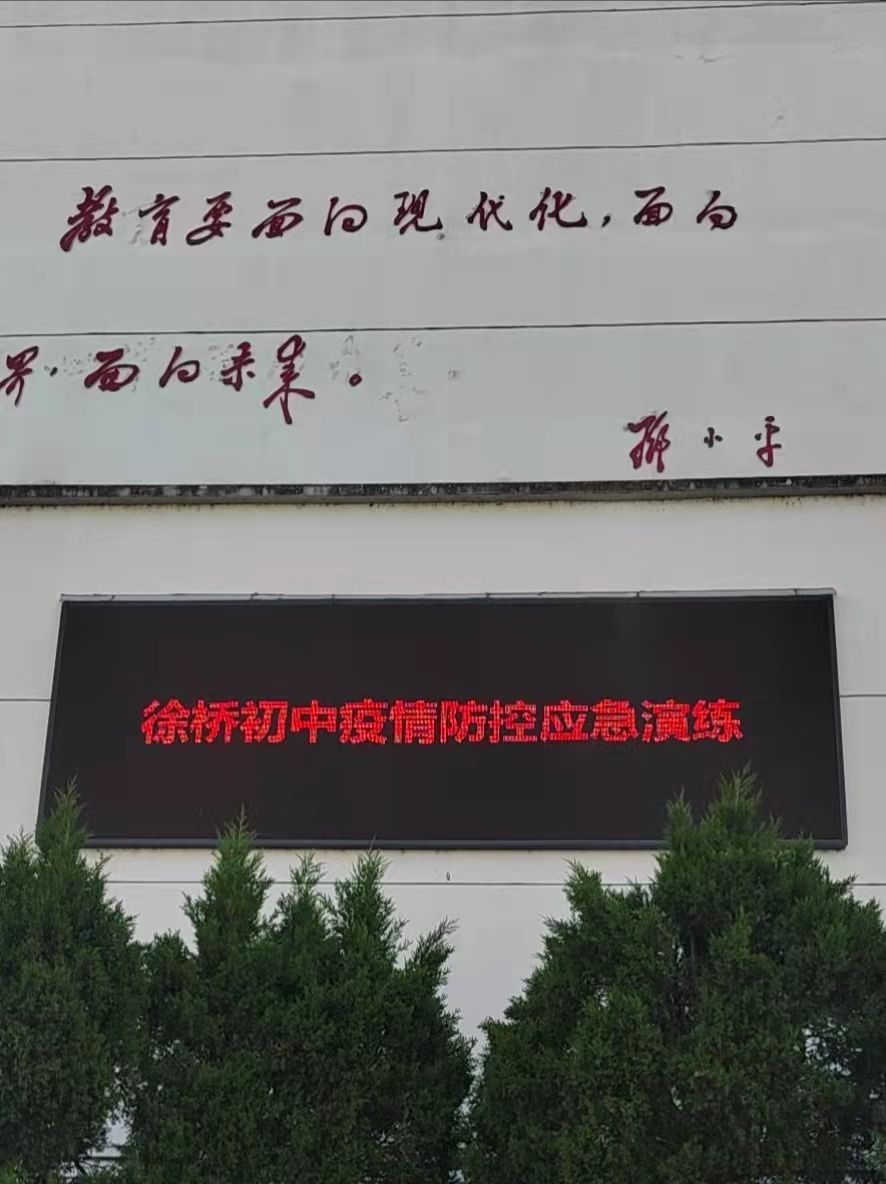 教育要面向现代化,面向
界,面向未来。
邓小平
徐桥初中疫情防控应急演练